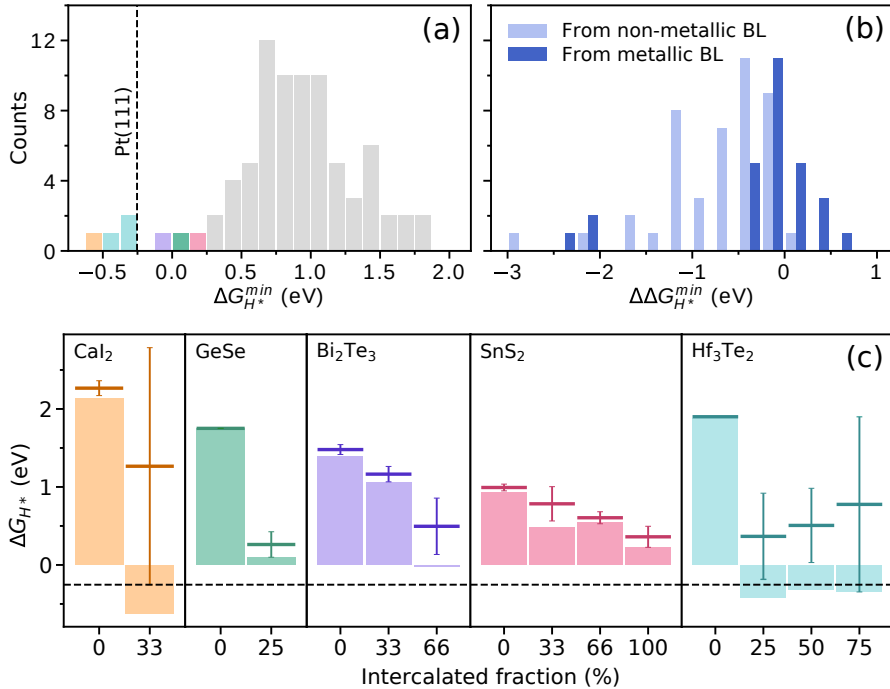 (a)
Counts
12
8
4
0
Pt(111)
−0.5 0.0 0.5 1.0 1.5 2.0
ΔG_{H*}^{min} (eV)
(b)
From non-metallic BL
From metallic BL
−3 −2 −1 0 1
ΔΔG_{H*}^{min} (eV)
(c)
ΔG_{H*} (eV)
2
1
0
CaI₂ GeSe Bi₂Te₃ SnS₂ Hf₃Te₂
0 33 0 25 0 33 66 0 33 66 100 0 25 50 75
Intercalated fraction (%)